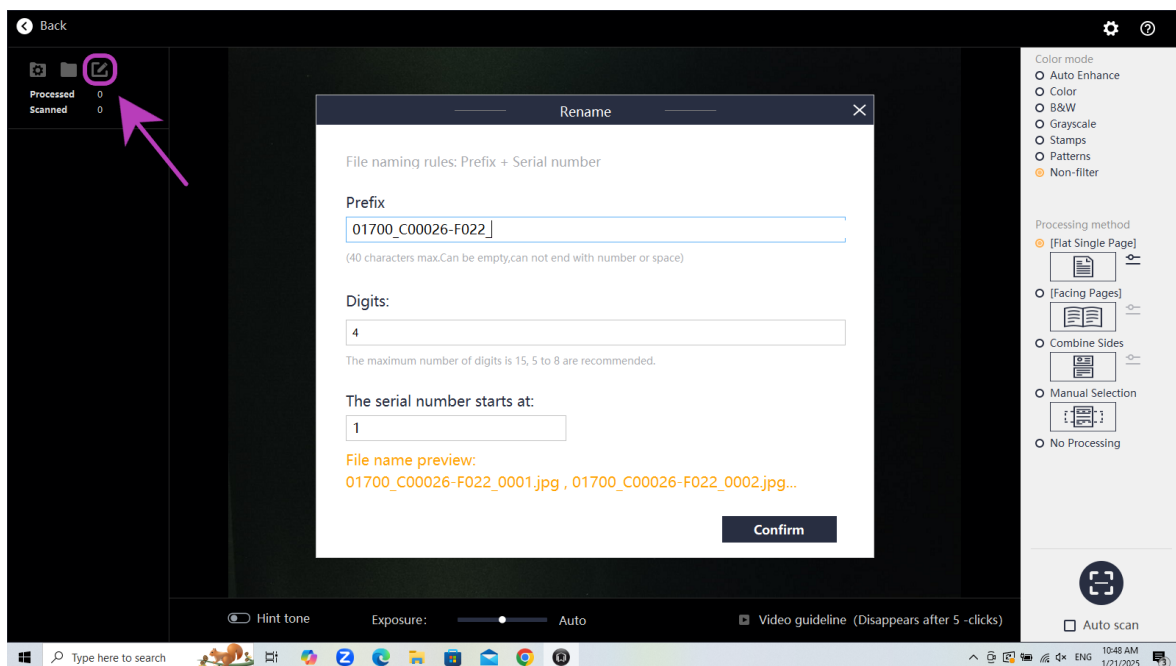 Back
Processed 0
Scanned 0
Rename
File naming rules: Prefix + Serial number
Prefix
01700_C00026-F022_
(40 characters max.Can be empty,can not end with number or space)
Digits:
4
The maximum number of digits is 15, 5 to 8 are recommended.
The serial number starts at:
1
File name preview:
01700_C00026-F022_0001.jpg , 01700_C00026-F022_0002.jpg...
Confirm
Color mode
Auto Enhance
Color
B&W
Grayscale
Stamps
Patterns
Non-filter
Processing method
[Flat Single Page]
[Facing Pages]
Combine Sides
Manual Selection
No Processing
Hint tone
Exposure:
Auto
Video guideline (Disappears after 5 -clicks)
Auto scan
Type here to search
ENG
10:48 AM
1/21/2025